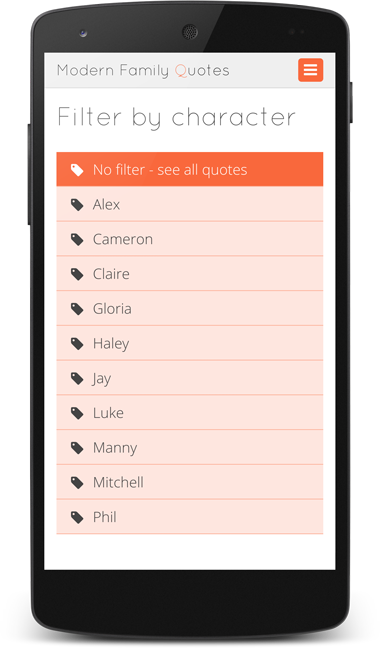 Modern Family Quotes
Filter by character
No filter - see all quotes
Alex
Cameron
Claire
Gloria
Haley
Jay
Luke
Manny
Mitchell
Phil